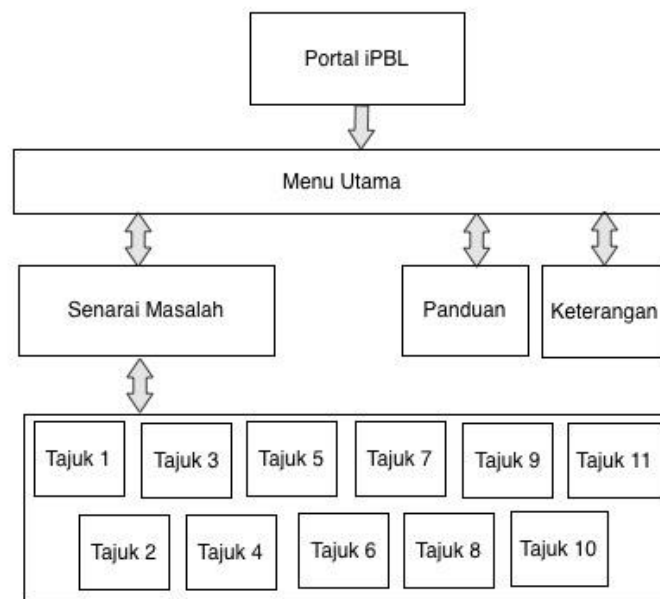 Portal iPBL
Menu Utama
Senarai Masalah
Panduan
Keterangan
Tajuk 1
Tajuk 3
Tajuk 5
Tajuk 7
Tajuk 9
Tajuk 11
Tajuk 2
Tajuk 4
Tajuk 6
Tajuk 8
Tajuk 10